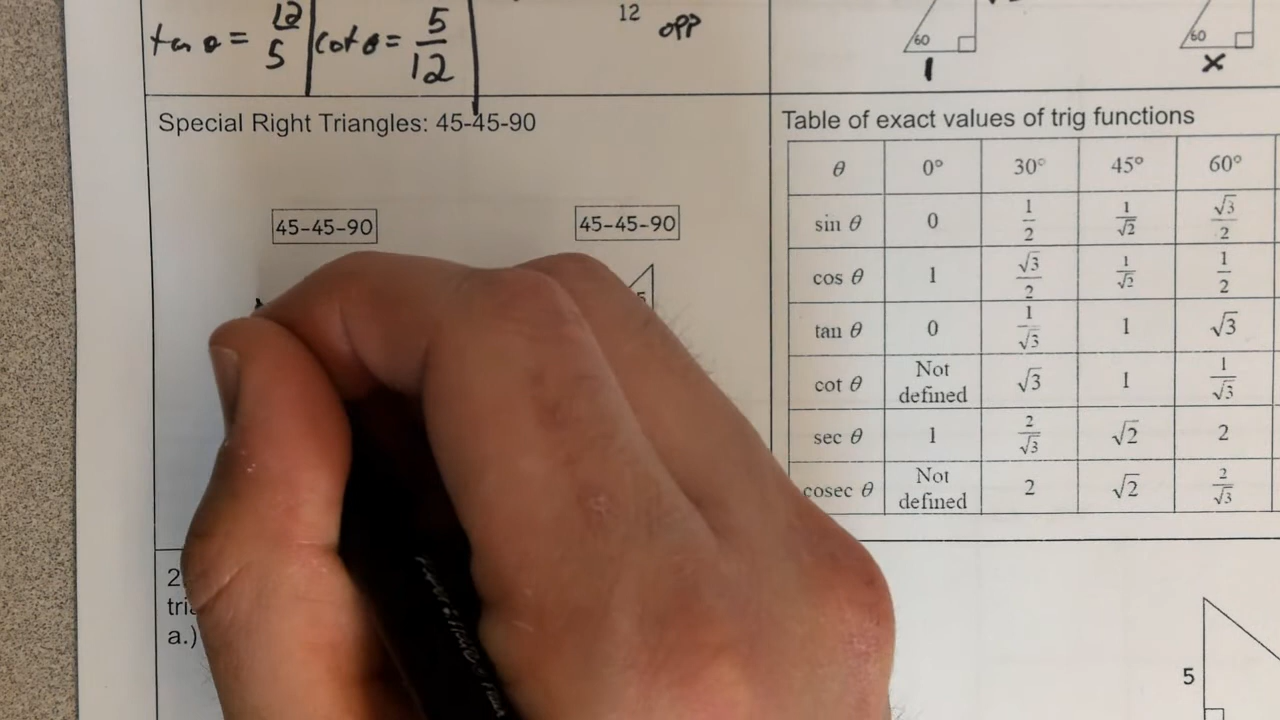 tan θ = 12/5 | cot θ = 5/12
12 opp
60
1
60
x
Special Right Triangles: 45-45-90
45-45-90
45-45-90
Table of exact values of trig functions
θ 0° 30° 45° 60°
sin θ 0 1/2 1/√2 √3/2
cos θ 1 √3/2 1/√2 1/2
tan θ 0 1/√3 1 √3
cot θ Not defined √3 1 1/√3
sec θ 1 2/√3 √2 2
cosec θ Not defined 2 √2 2/√3
2
a.)
5